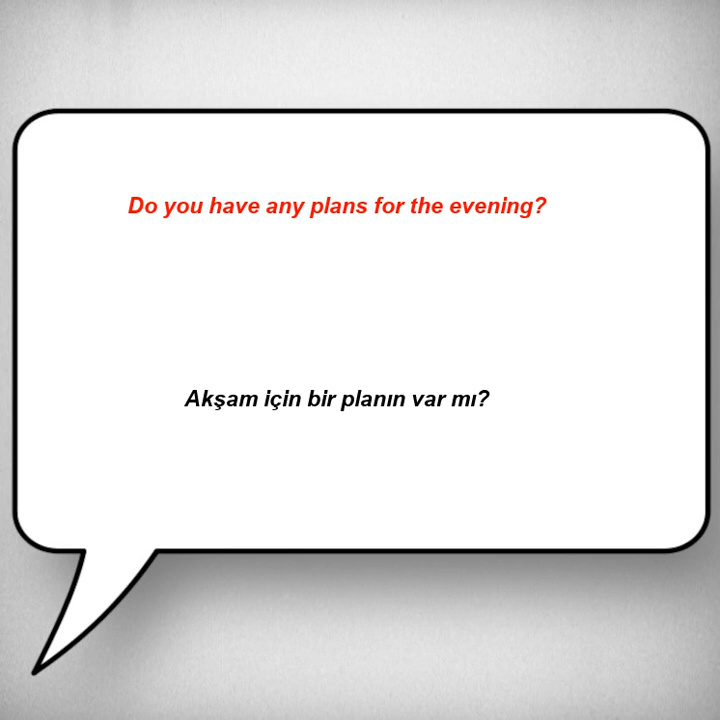 Do you have any plans for the evening?
Akşam için bir planın var mı?